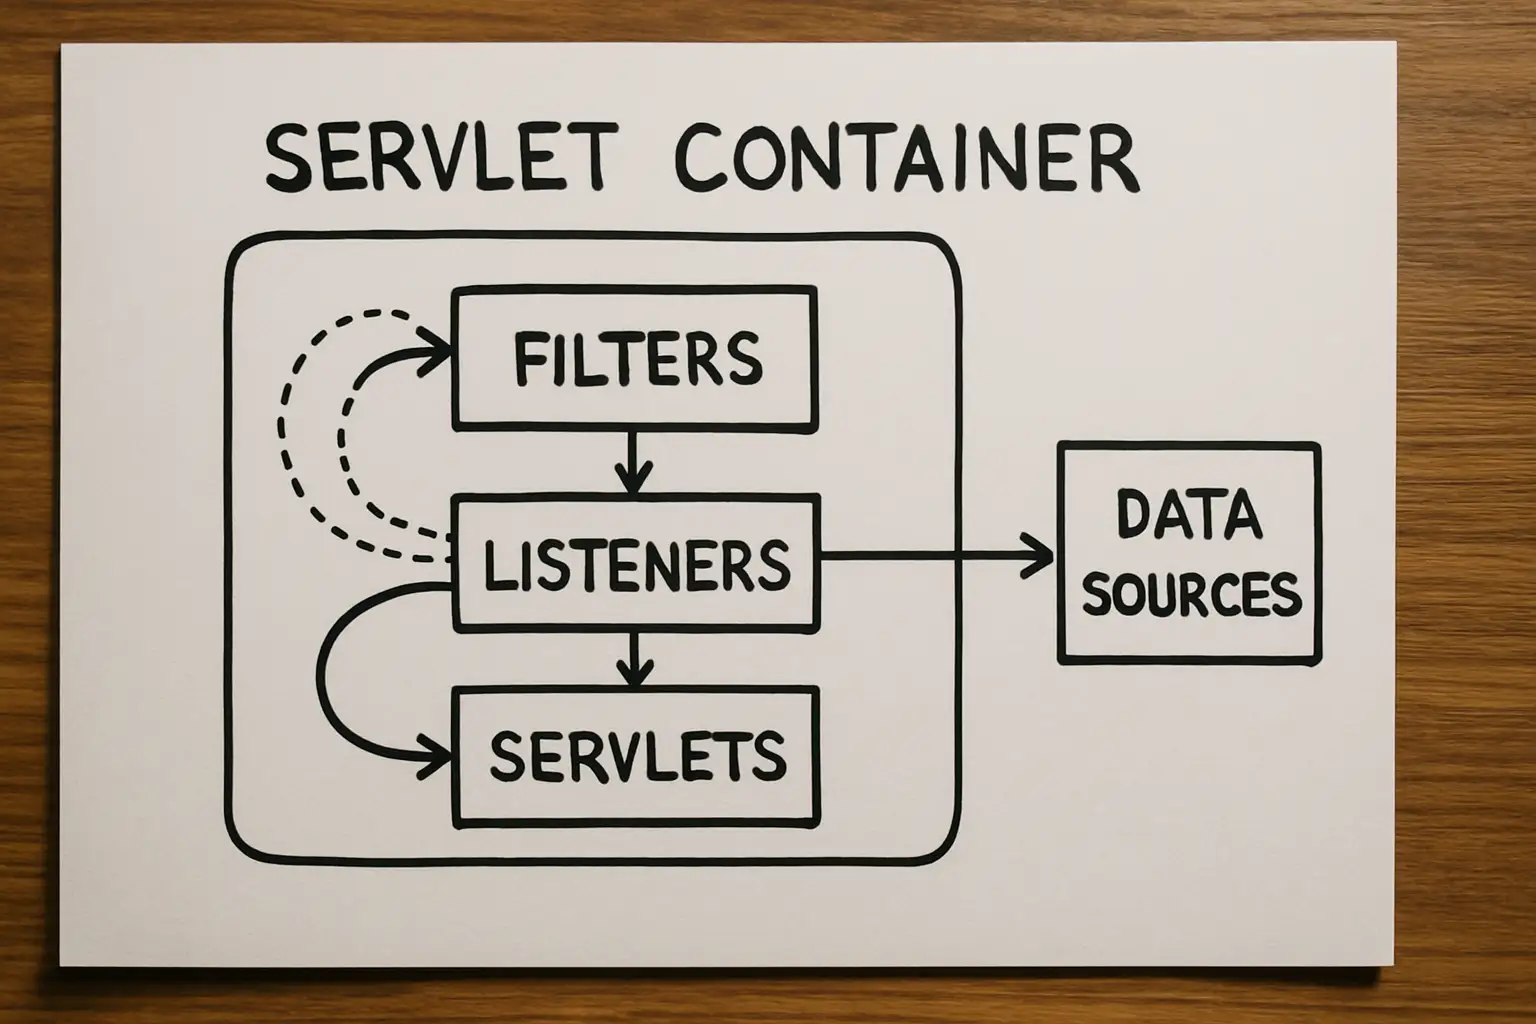 SERVLET CONTAINER
FILTERS
LISTENERS
SERVLETS
DATA
SOURCES